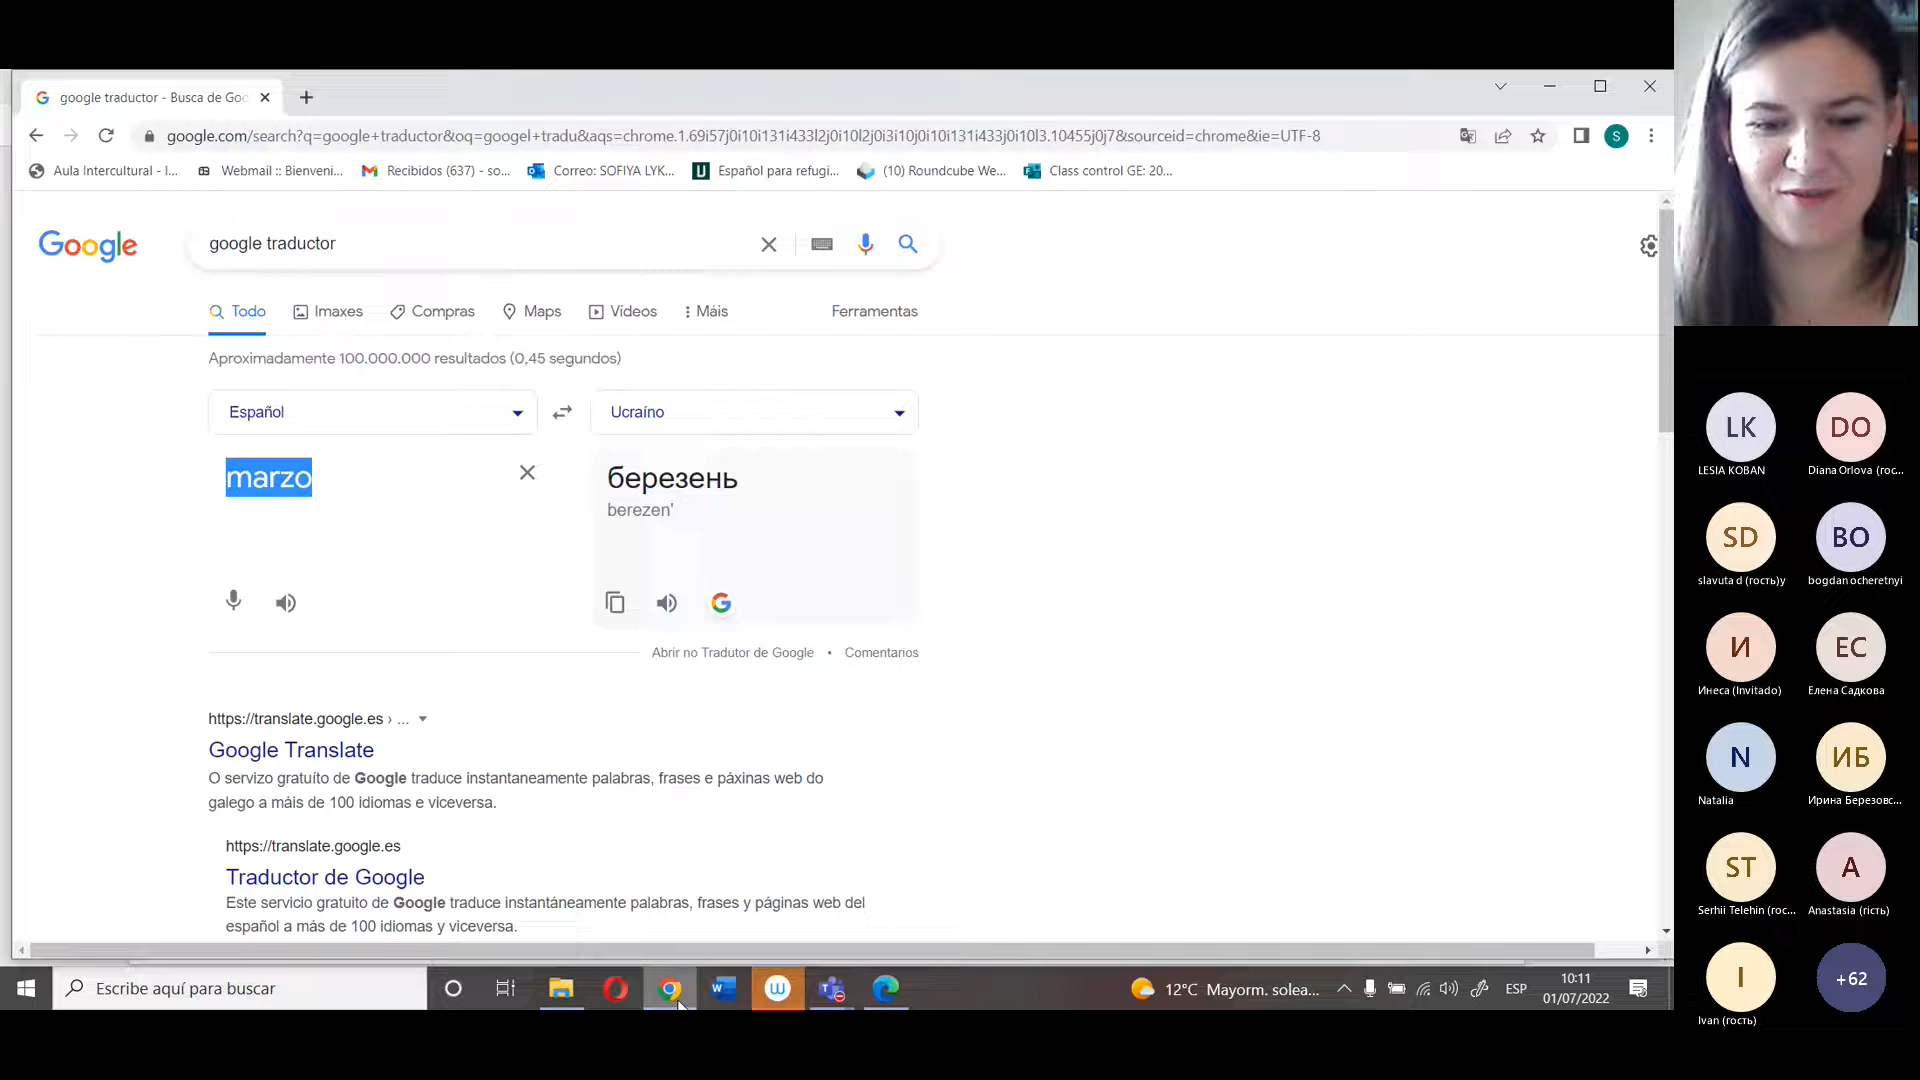 google traductor - Busca de Goo
google.com/search?q=google+traductor&oq=googel+tradu&aqs=chrome.1.69i57j0i10i131i433l2j0i10l2j0i3i10j0i10i131i433j0i10l3.10455j0j7&sourceid=chrome&ie=UTF-8
S
Aula Intercultural - I...
Webmail :: Bienveni...
Recibidos (637) - so...
Correo: SOFIYA LYK...
Español para refugi...
(10) Roundcube We...
Class control GE: 20...
Google
google traductor
Todo
Imaxes
Compras
Maps
Vídeos
Máis
Ferramentas
Aproximadamente 100.000.000 resultados (0,45 segundos)
Español
Ucraíno
marzo
березень
berezen'
Abrir no Tradutor de Google • Comentarios
https://translate.google.es › ...
Google Translate
O servizo gratuíto de Google traduce instantaneamente palabras, frases e páxinas web do
galego a máis de 100 idiomas e viceversa.
https://translate.google.es
Traductor de Google
Este servicio gratuito de Google traduce instantáneamente palabras, frases y páginas web del
español a más de 100 idiomas y viceversa.
Escribe aquí para buscar
12°C Mayorm. solea...
ESP
10:11
01/07/2022
LK
LESIA KOBAN
DO
Diana Orlova (гос...
SD
slavuta d (гость)y
BO
bogdan ocheretnyi
И
Инеса (Invitado)
ЕС
Елена Садкова
N
Natalia
ИБ
Ирина Березовс...
ST
Serhii Telehin (гос...
A
Anastasia (гість)
I
Ivan (гость)
+62